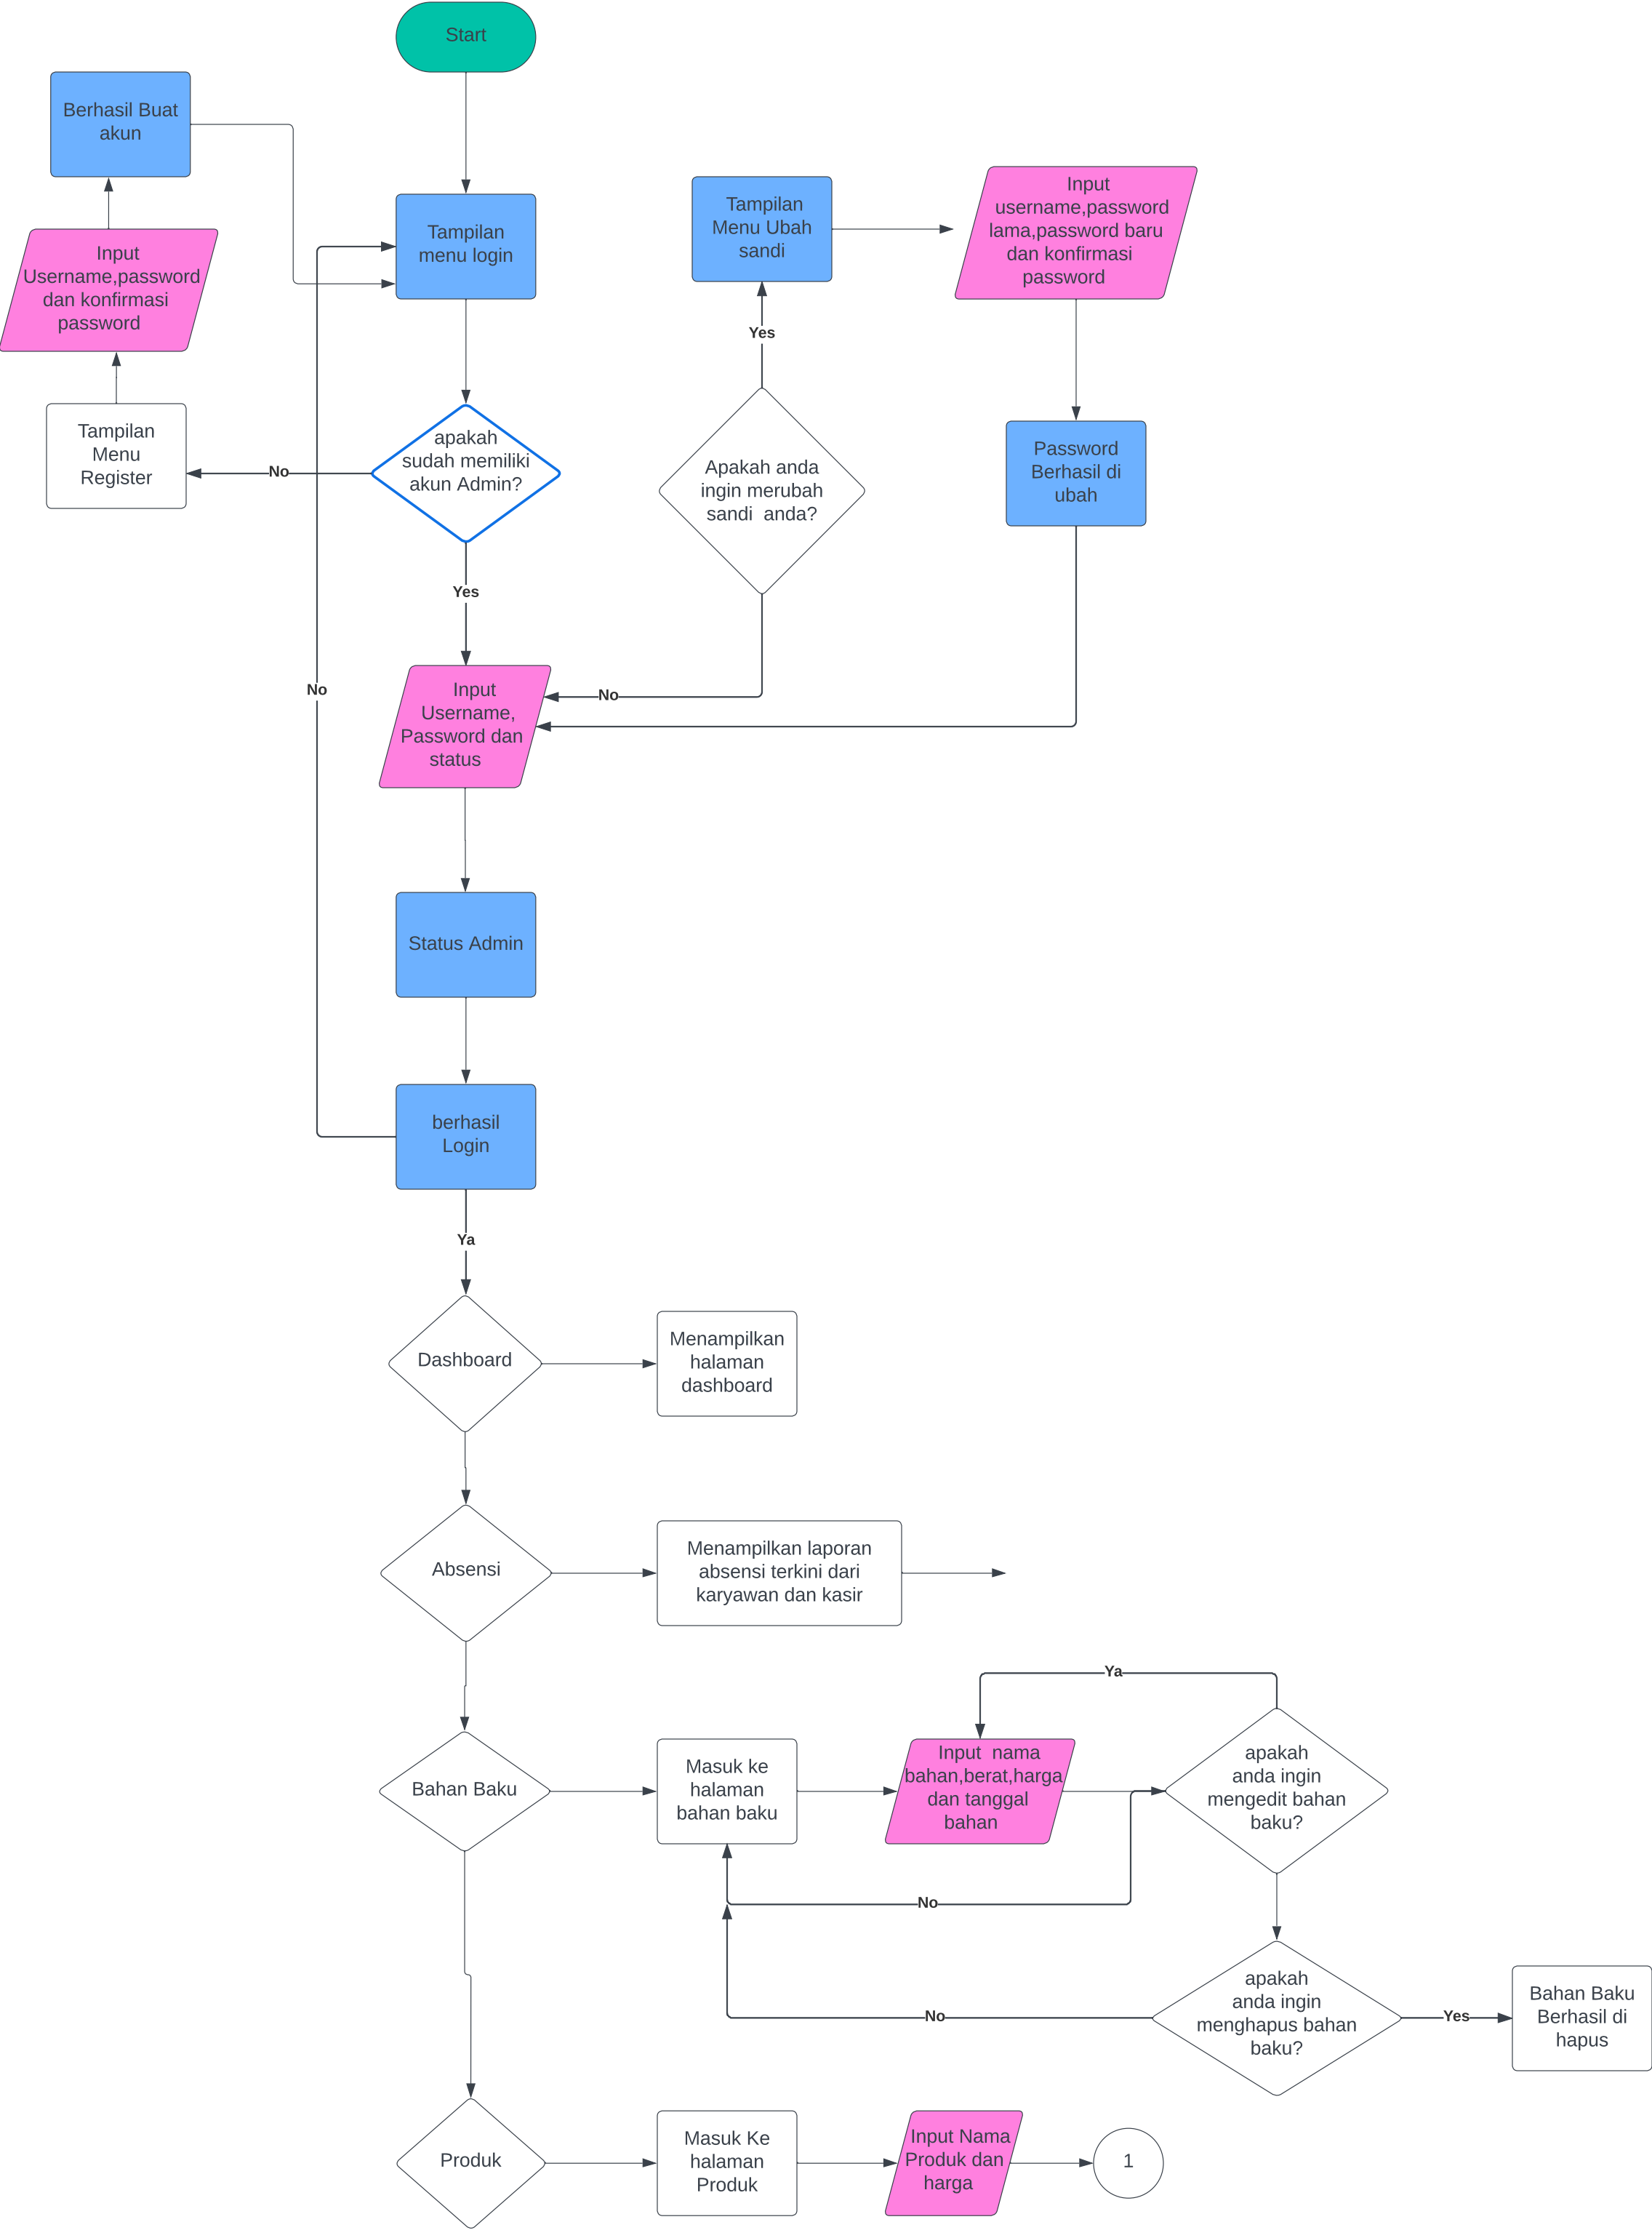 Start
Berhasil Buat
akun
Tampilan
menu login
Tampilan
Menu Ubah
sandi
Input
username,password
lama,password baru
dan konfirmasi
password
Input
Username,password
dan konfirmasi
password
Yes
Tampilan
Menu
Register
No
apakah
sudah memiliki
akun Admin?
Apakah anda
ingin merubah
sandi  anda?
Password
Berhasil di
ubah
Yes
No
No
Input
Username,
Password dan
status
Status Admin
berhasil
Login
Ya
Dashboard
Menampilkan
halaman
dashboard
Absensi
Menampilkan laporan
absensi terkini dari
karyawan dan kasir
Ya
Bahan Baku
Masuk ke
halaman
bahan baku
Input  nama
bahan,berat,harga
dan tanggal
bahan
apakah
anda ingin
mengedit bahan
baku?
No
apakah
anda ingin
menghapus bahan
baku?
No
Yes
Bahan Baku
Berhasil di
hapus
Produk
Masuk Ke
halaman
Produk
Input Nama
Produk dan
harga
1